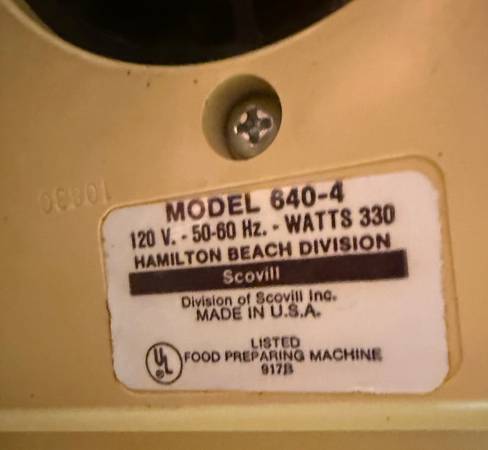 MODEL 640-4
120 V. - 50-60 Hz. - WATTS 330
HAMILTON BEACH DIVISION
Scovill
Division of Scovill Inc.
MADE IN U.S.A.
UL
LISTED
FOOD PREPARING MACHINE
917B